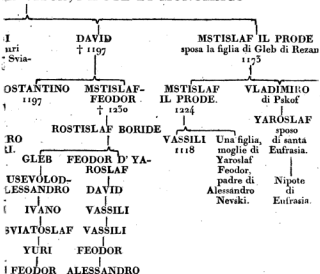 I DAVID MSTISLAF IL PRODE
uri † 1197 sposa la figlia di Gleb di Rezan
Svia- 1175
OSTANTINO MSTISLAF- MSTISLAF VLADIMIRO
1197 FEODOR IL PRODE. di Pskof
† 1230 1224
YAROSLAF
ROSTISLAF BORIDE sposo
RO VASSILI Una figlia, di santa
I. 1118 moglie di Eufrasia.
GLEB FEODOR D' YA- Yaroslaf
ROSLAF Feodor,
USEVOLOD- padre di Nipote
LESSANDRO DAVID Alessandro di
Nevski. Eufrasia.
IVANO VASSILI
SVIATOSLAF VASSILI
YURI FEODOR
FEODOR ALESSANDRO